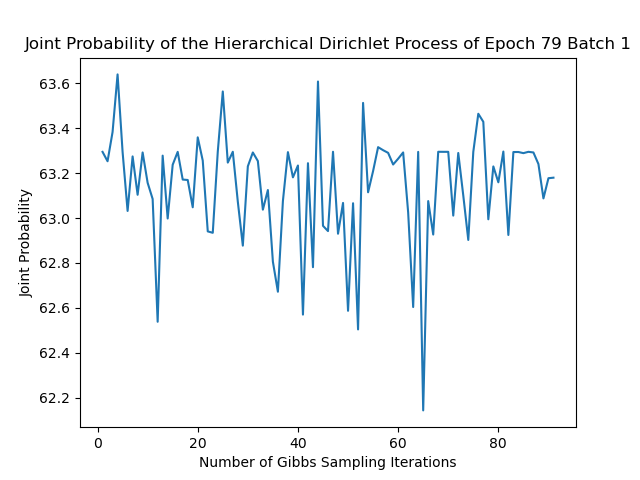 Joint Probability of the Hierarchical Dirichlet Process of Epoch 79 Batch 1
63.6
63.4
63.2
63.0
62.8
62.6
62.4
62.2
Joint Probability
0 20 40 60 80
Number of Gibbs Sampling Iterations